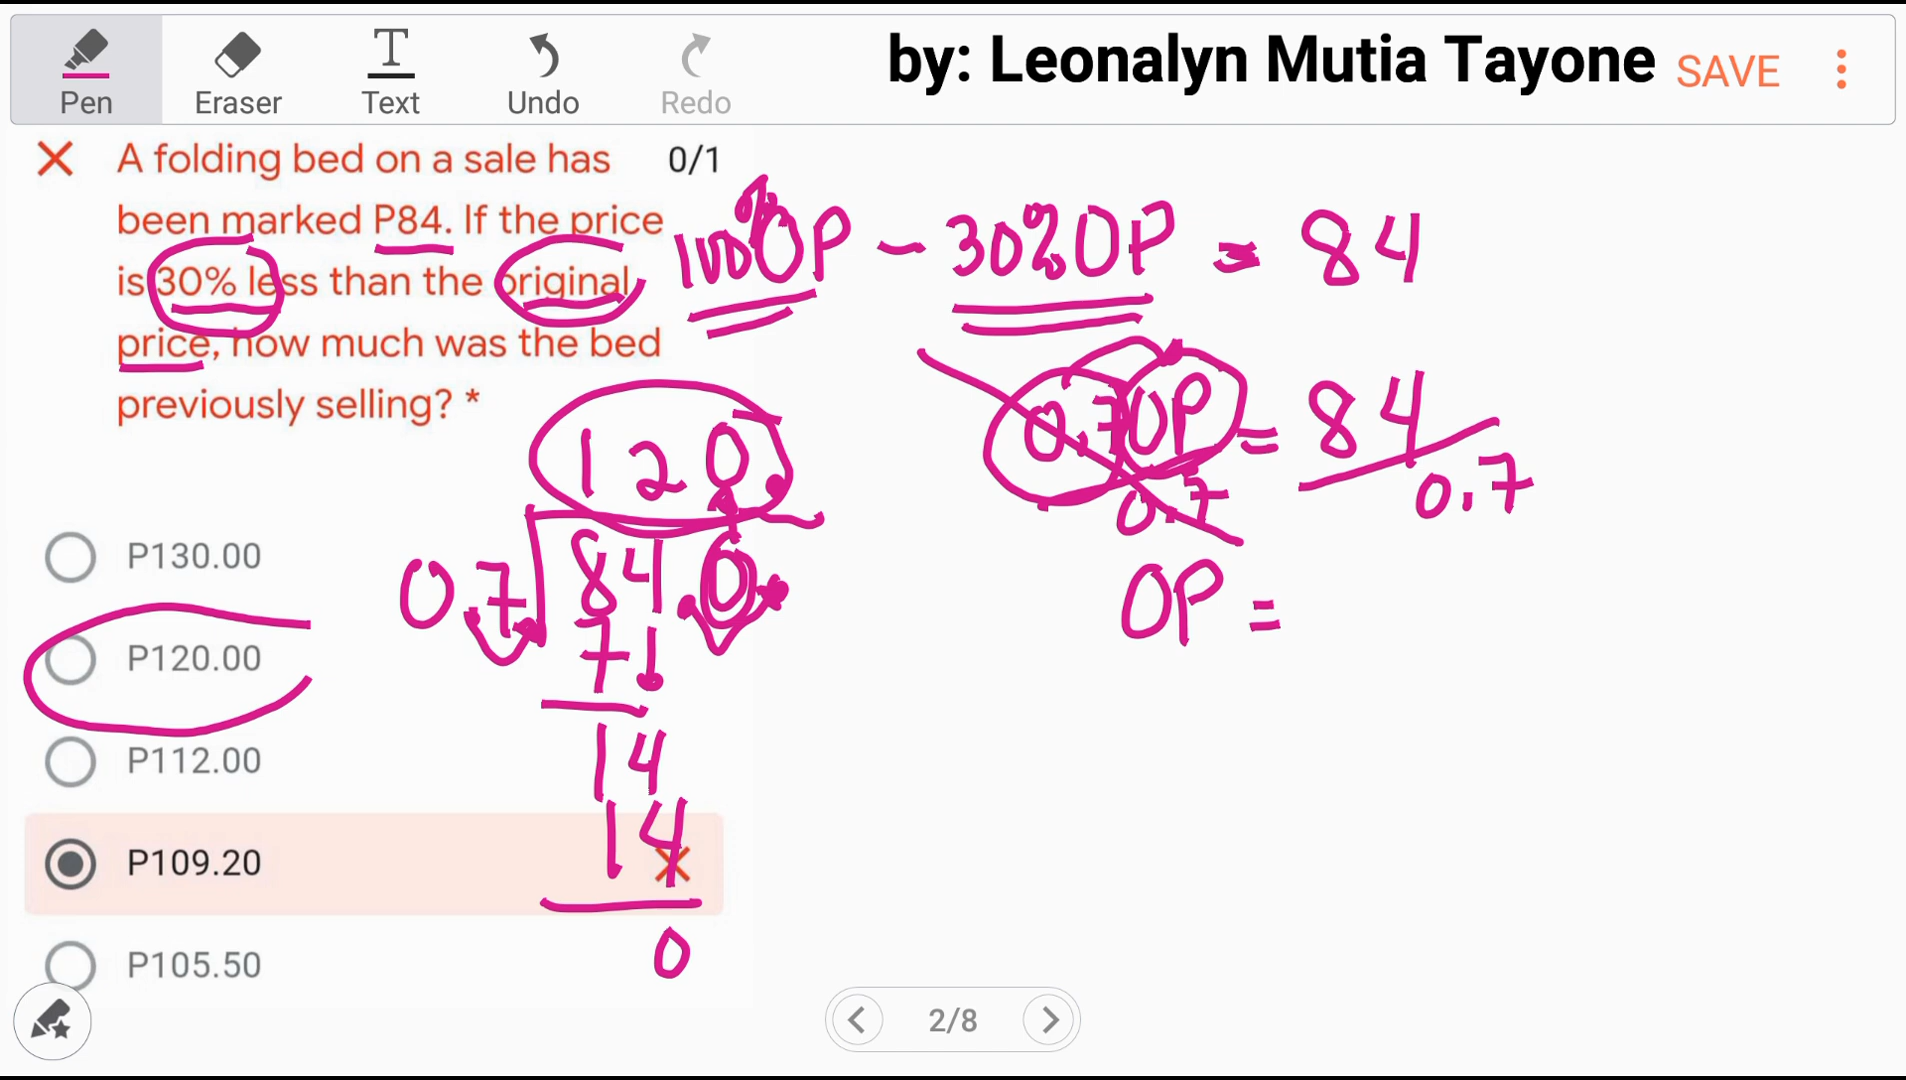 Pen Eraser Text Undo Redo by: Leonalyn Mutia Tayone SAVE
A folding bed on a sale has 0/1
been marked P84. If the price
is 30% less than the original
price, how much was the bed
previously selling? *
100% OP - 30% OP = 84
0.7 OP = 84
0.7 0.7
OP =
120.
0.7 84.0
7
14
14
0
P130.00
P120.00
P112.00
P109.20
P105.50
2/8